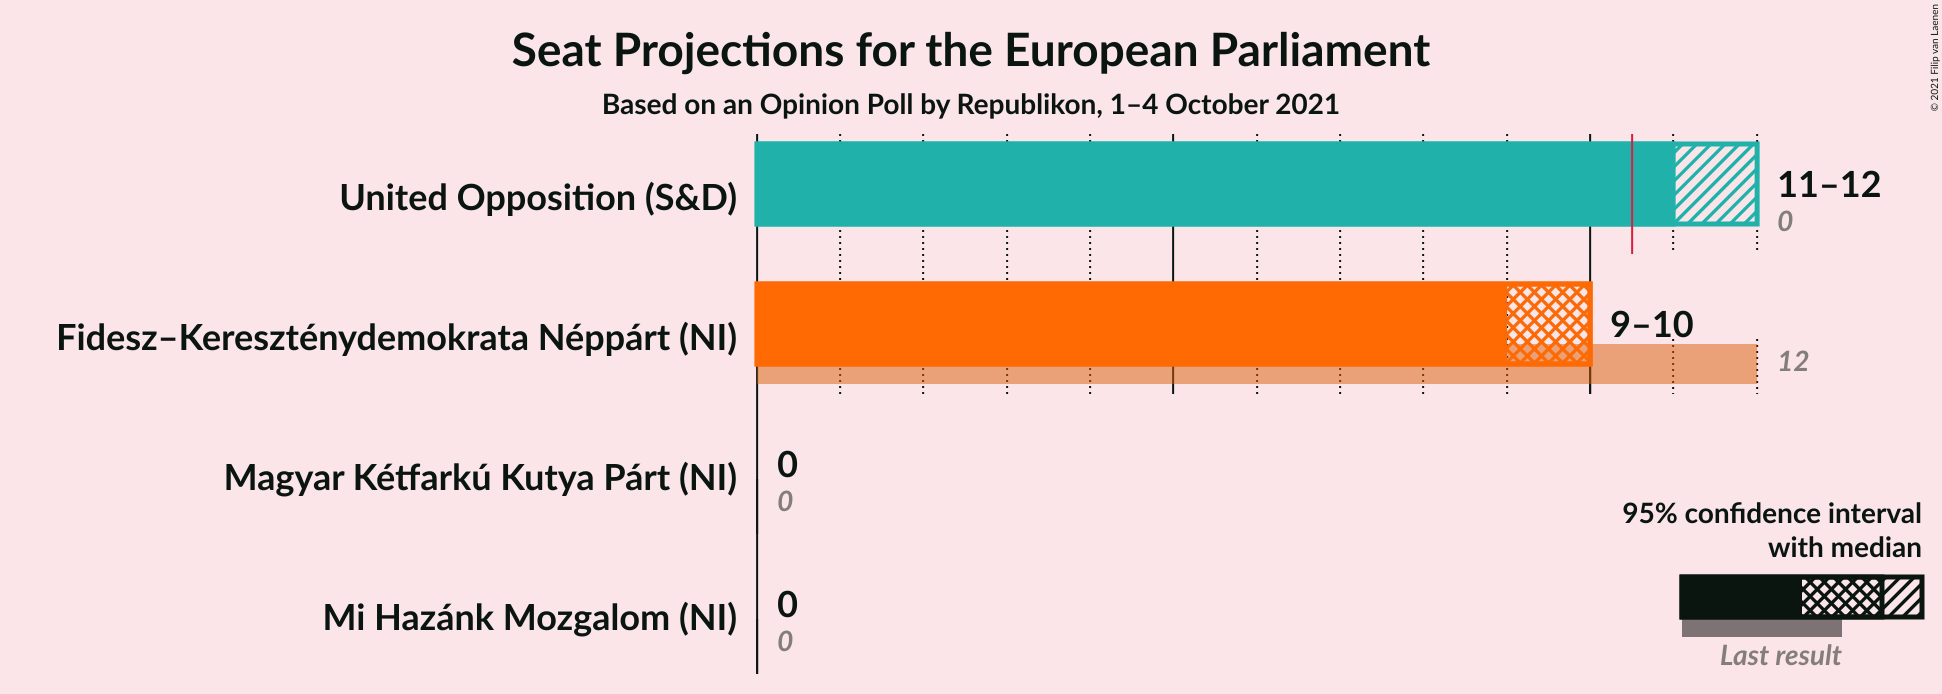 Seat Projections for the European Parliament
Based on an Opinion Poll by Republikon, 1–4 October 2021
© 2021 Filip van Laenen
United Opposition (S&D)
11–12
0
Fidesz–Kereszténydemokrata Néppárt (NI)
9–10
12
Magyar Kétfarkú Kutya Párt (NI)
0
0
Mi Hazánk Mozgalom (NI)
0
0
95% confidence interval
with median
Last result